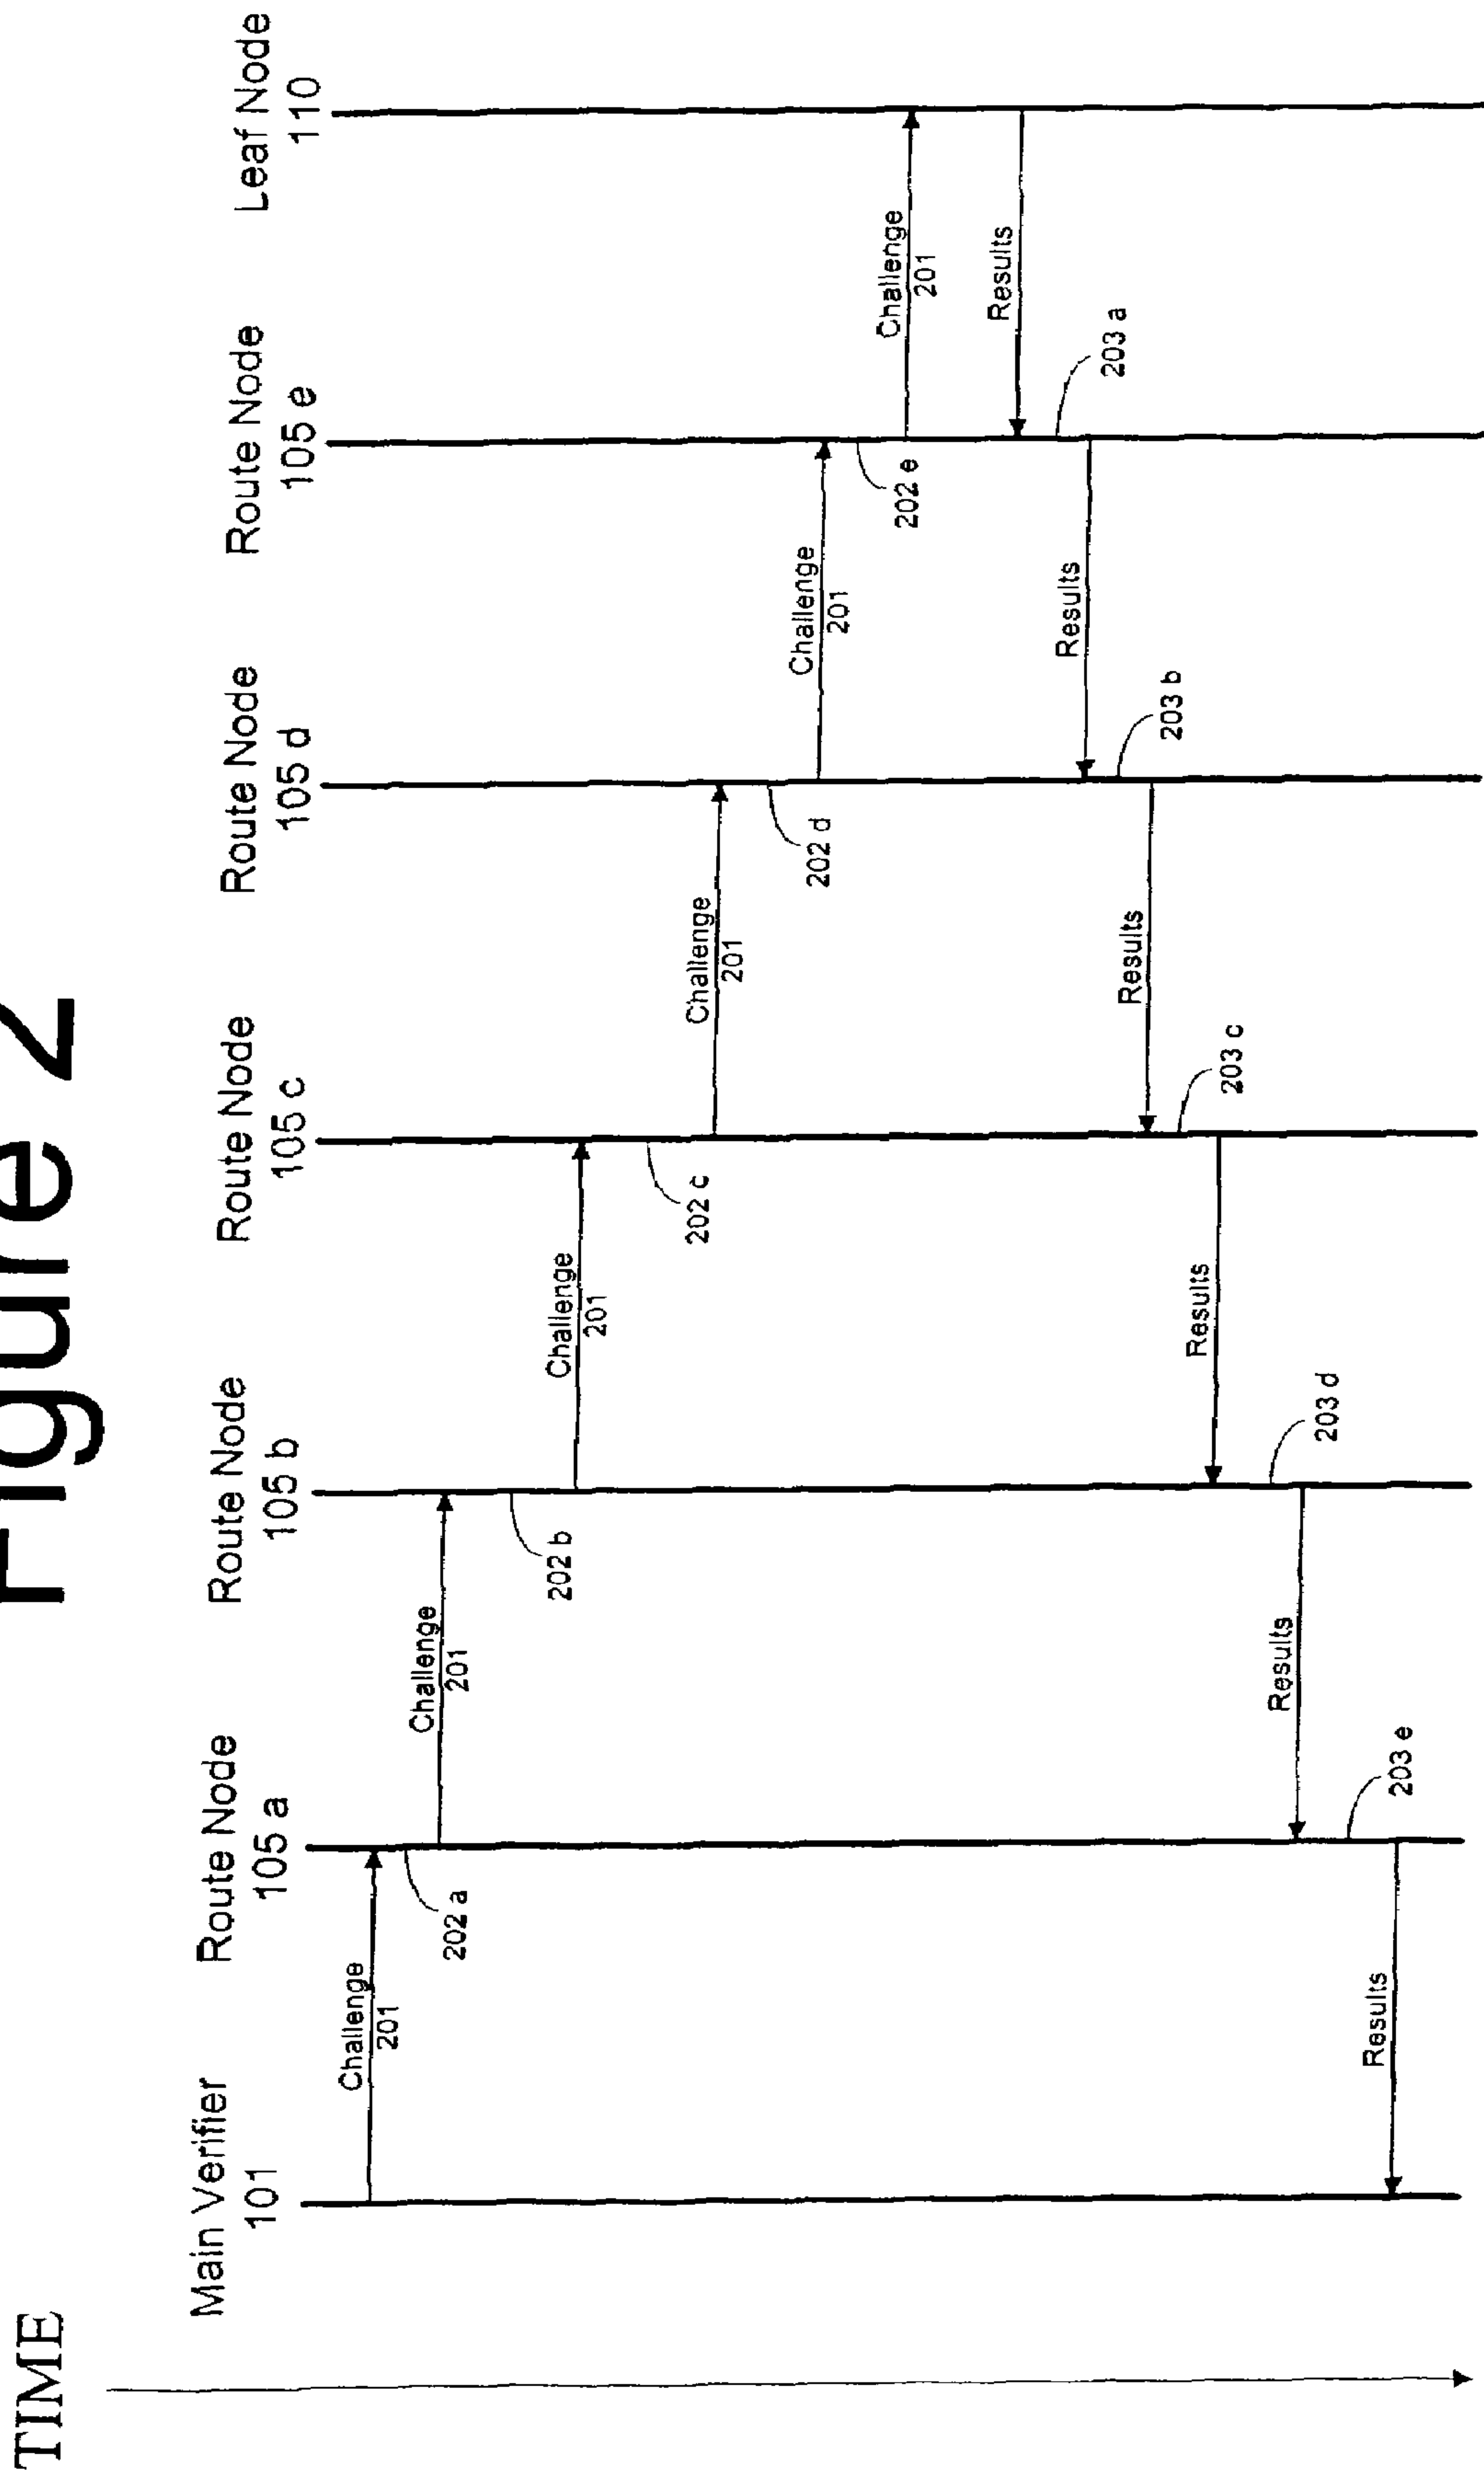 Figure 2
TIME
Main Verifier
101
Route Node
105 a
Route Node
105 b
Route Node
105 c
Route Node
105 d
Route Node
105 e
Leaf Node
110
Challenge
201
202 a
Challenge
201
202 b
Challenge
201
202 c
Challenge
201
202 d
Challenge
201
202 e
Challenge
201
Results
203 a
Results
203 b
Results
203 c
Results
203 d
Results
203 e
Results